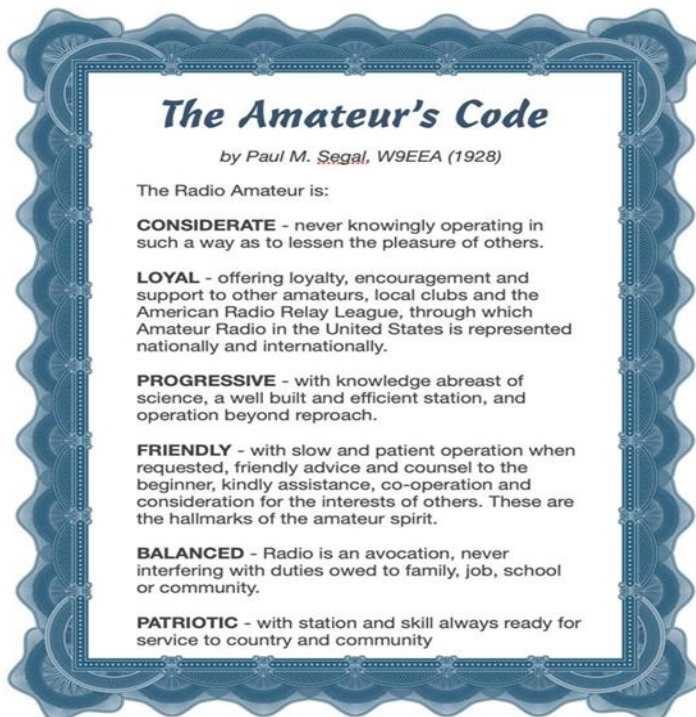 The Amateur's Code
by Paul M. Segal, W9EEA (1928)
The Radio Amateur is:
CONSIDERATE - never knowingly operating in
such a way as to lessen the pleasure of others.
LOYAL - offering loyalty, encouragement and
support to other amateurs, local clubs and the
American Radio Relay League, through which
Amateur Radio in the United States is represented
nationally and internationally.
PROGRESSIVE - with knowledge abreast of
science, a well built and efficient station, and
operation beyond reproach.
FRIENDLY - with slow and patient operation when
requested, friendly advice and counsel to the
beginner, kindly assistance, co-operation and
consideration for the interests of others. These are
the hallmarks of the amateur spirit.
BALANCED - Radio is an avocation, never
interfering with duties owed to family, job, school
or community.
PATRIOTIC - with station and skill always ready for
service to country and community